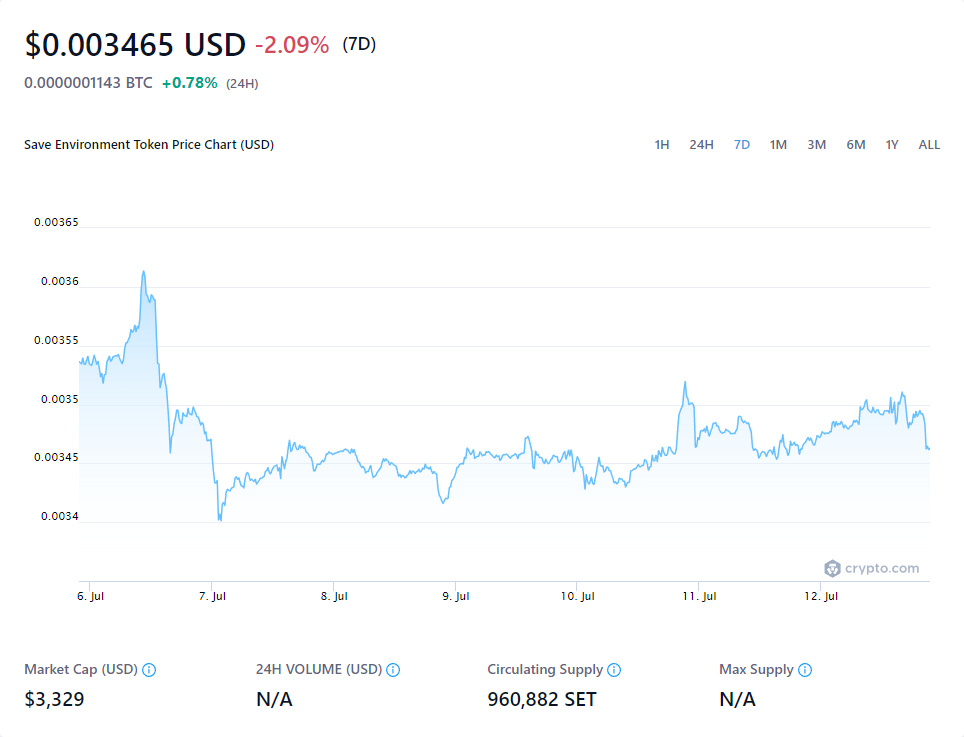 $0.003465 USD -2.09% (7D)
0.0000001143 BTC +0.78% (24H)
Save Environment Token Price Chart (USD) 1H 24H 7D 1M 3M 6M 1Y ALL
0.00365
0.0036
0.00355
0.0035
0.00345
0.0034
crypto.com
6. Jul 7. Jul 8. Jul 9. Jul 10. Jul 11. Jul 12. Jul
Market Cap (USD) 24H VOLUME (USD) Circulating Supply Max Supply
$3,329 N/A 960,882 SET N/A